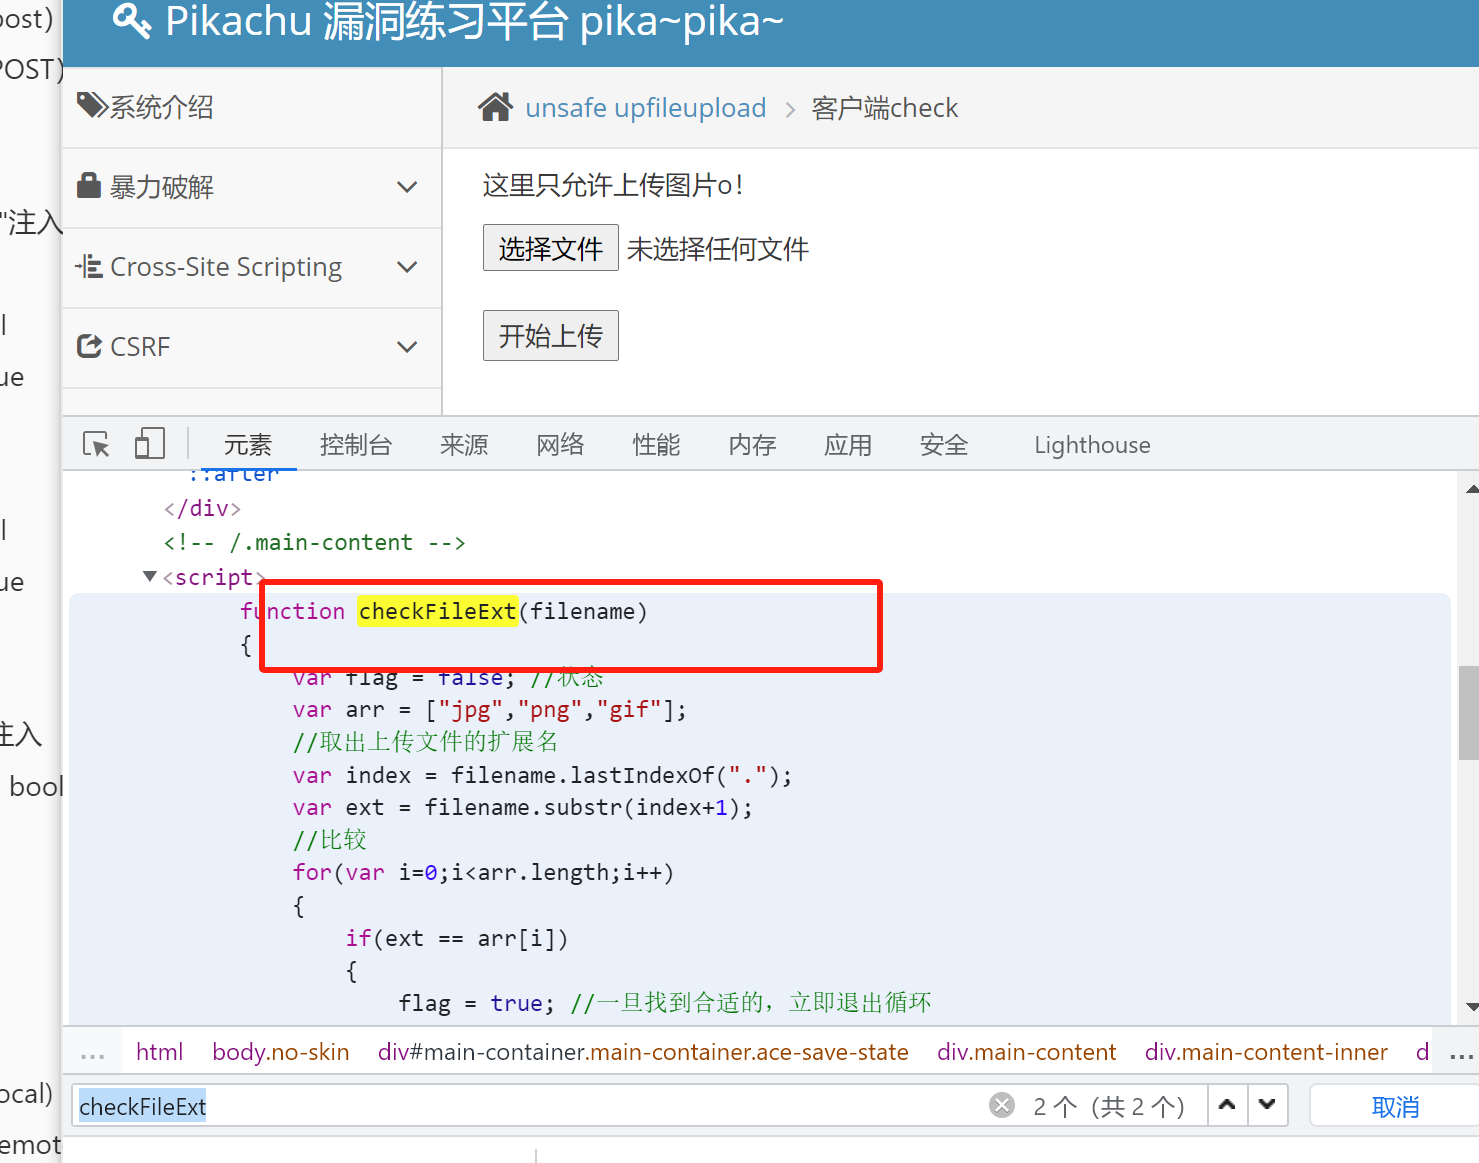 Pikachu 漏洞练习平台 pika~pika~
ost)
POST)
"注入
l
ue
l
ue
注入
bool
ocal)
emot
系统介绍
暴力破解
Cross-Site Scripting
CSRF
unsafe upfileupload > 客户端check
这里只允许上传图片o！
选择文件 未选择任何文件
开始上传
元素 控制台 来源 网络 性能 内存 应用 安全 Lighthouse
::after
</div>
<!-- /.main-content -->
▼<script>
function checkFileExt(filename)
{
var flag = false; //状态
var arr = ["jpg","png","gif"];
//取出上传文件的扩展名
var index = filename.lastIndexOf(".");
var ext = filename.substr(index+1);
//比较
for(var i=0;i<arr.length;i++)
{
if(ext == arr[i])
{
flag = true; //一旦找到合适的，立即退出循环
... html body.no-skin div#main-container.main-container.ace-save-state div.main-content div.main-content-inner d ...
checkFileExt 2 个（共 2 个） 取消